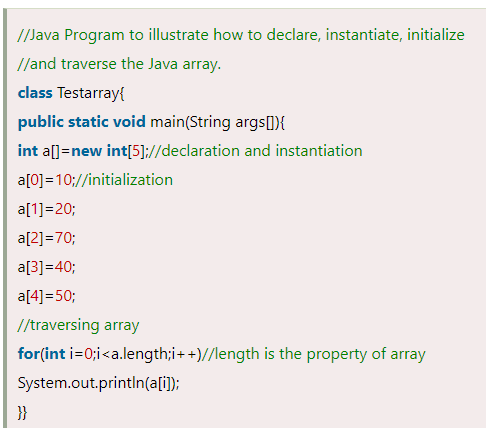 //Java Program to illustrate how to declare, instantiate, initialize
//and traverse the Java array.
class Testarray{
public static void main(String args[]){
int a[]=new int[5];//declaration and instantiation
a[0]=10;//initialization
a[1]=20;
a[2]=70;
a[3]=40;
a[4]=50;
//traversing array
for(int i=0;i<a.length;i++)//length is the property of array
System.out.println(a[i]);
}}